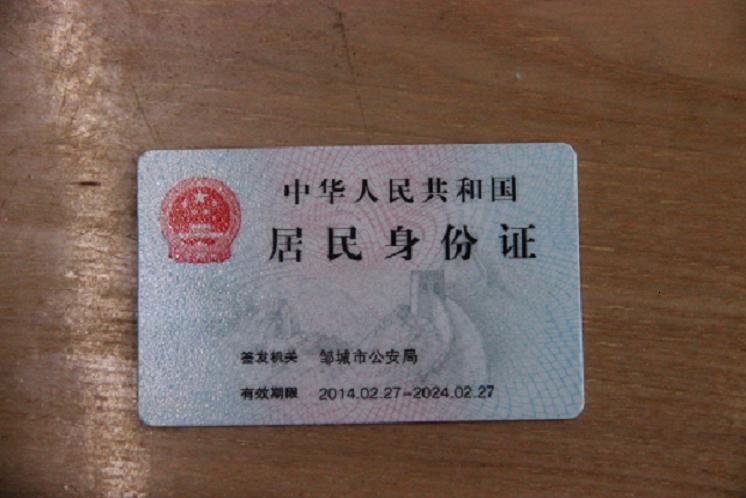 中华人民共和国
居民身份证
签发机关 邹城市公安局
有效期限 2014.02.27-2024.02.27